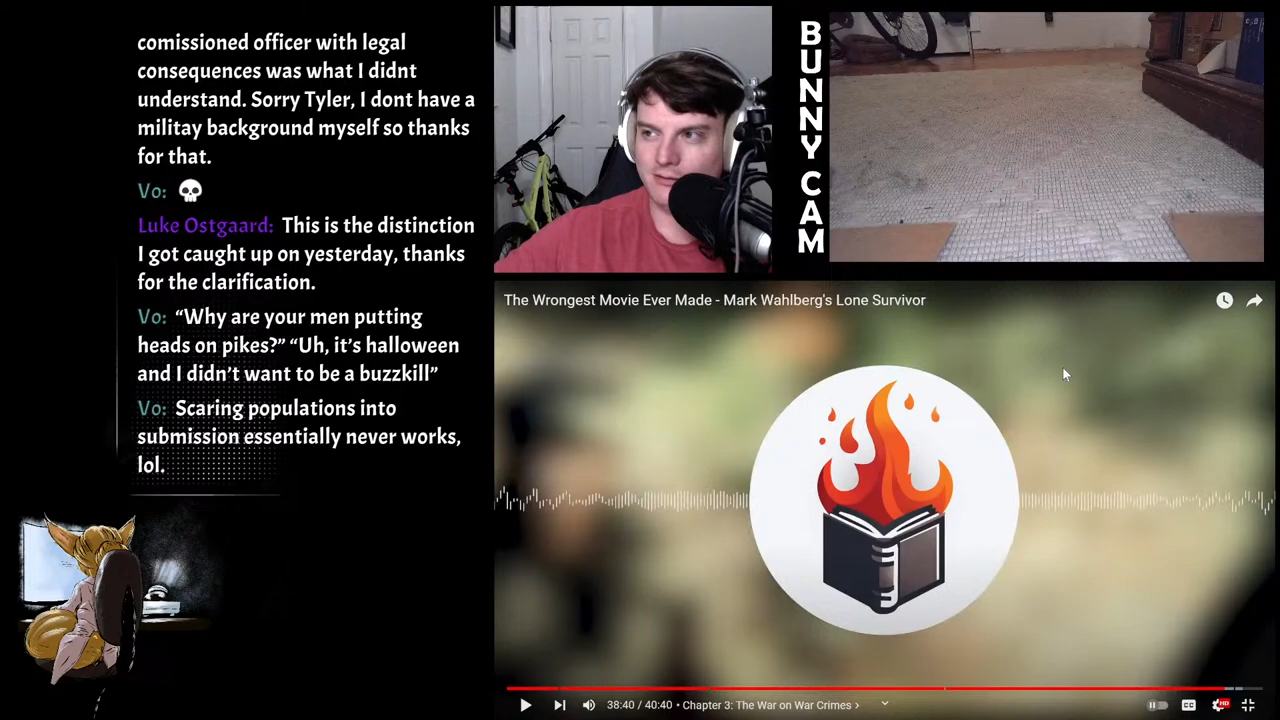 comissioned officer with legal
consequences was what I didnt
understand. Sorry Tyler, I dont have a
militay background myself so thanks
for that.
Vo: 💀
Luke Ostgaard: This is the distinction
I got caught up on yesterday, thanks
for the clarification.
Vo: “Why are your men putting
heads on pikes?” “Uh, it’s halloween
and I didn’t want to be a buzzkill”
Vo: Scaring populations into
submission essentially never works,
lol.
BUNNY CAM
The Wrongest Movie Ever Made - Mark Wahlberg's Lone Survivor
38:40 / 40:40 • Chapter 3: The War on War Crimes ›
CC
HD